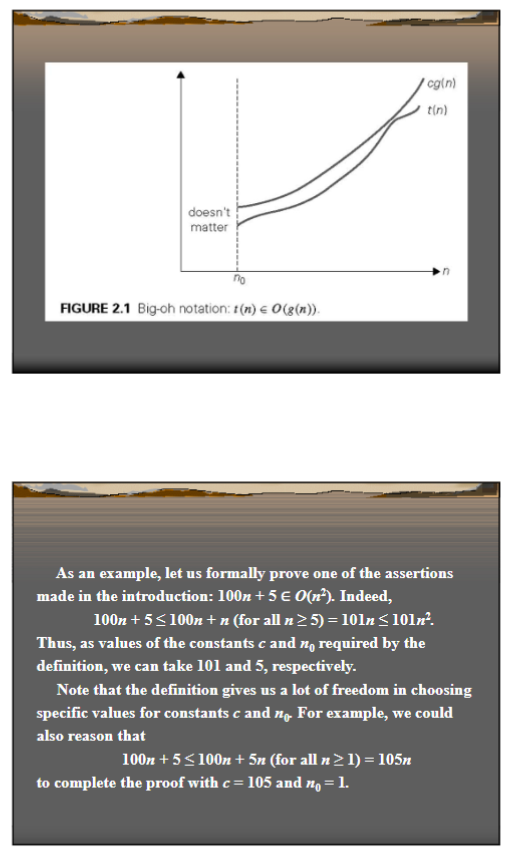 cg(n)
t(n)
doesn't
matter
n₀
n
FIGURE 2.1 Big-oh notation: t(n) ∈ O(g(n)).
As an example, let us formally prove one of the assertions
made in the introduction: 100n + 5 ∈ O(n²). Indeed,
100n + 5 ≤ 100n + n (for all n ≥ 5) = 101n ≤ 101n².
Thus, as values of the constants c and n₀ required by the
definition, we can take 101 and 5, respectively.
Note that the definition gives us a lot of freedom in choosing
specific values for constants c and n₀. For example, we could
also reason that
100n + 5 ≤ 100n + 5n (for all n ≥ 1) = 105n
to complete the proof with c = 105 and n₀ = 1.